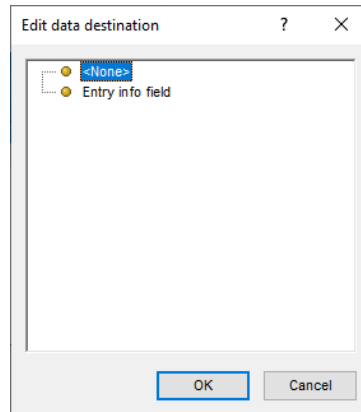 Edit data destination ?
<None>
Entry info field
OK Cancel